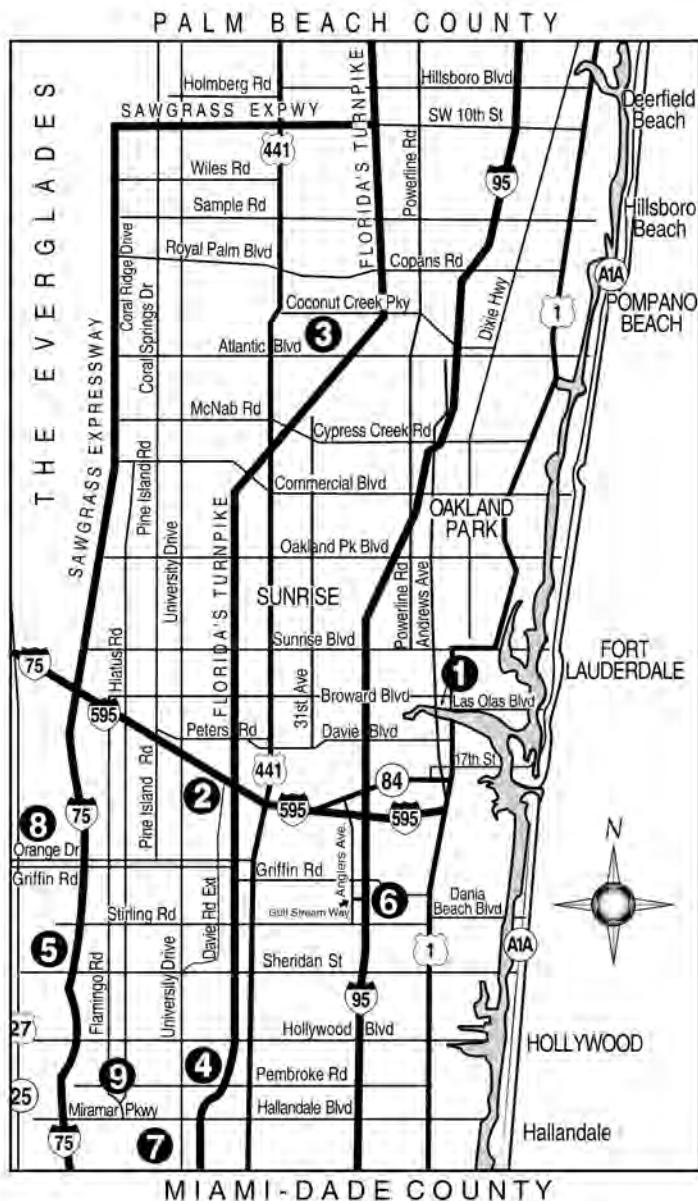 PALM BEACH COUNTY
THE EVERGLADES
Holmberg Rd
Hillsboro Blvd
Deerfield
Beach
SAWGRASS EXPWY
SW 10th St
441
FLORIDA'S TURNPIKE
Powerline Rd
95
Wiles Rd
Sample Rd
Hillsboro
Beach
Coral Ridge Drive
Coral Springs Dr
Royal Palm Blvd
Copans Rd
A1A
Dixie Hwy
1
POMPANO
BEACH
Coconut Creek Pky
3
Atlantic Blvd
SAWGRASS EXPRESSWAY
McNab Rd
Cypress Creek Rd
Pine Island Rd
Commercial Blvd
University Drive
FLORIDA'S TURNPIKE
OAKLAND
PARK
Oakland Pk Blvd
SUNRISE
Powerline Rd
Andrews Ave
Sunrise Blvd
75
Hiatus Rd
1
FORT
LAUDERDALE
31st Ave
Broward Blvd
Las Olas Blvd
595
Peters Rd
Davie Blvd
17th St
Pine Island Rd
441
84
2
595
595
8
75
Orange Dr
Griffin Rd
Griffin Rd
Anglers Ave.
6
Dania
Beach Blvd
Gulf Stream Way
Stirling Rd
Davie Rd Ext
N
5
1
A1A
Sheridan St
Flamingo Rd
University Drive
95
27
Hollywood Blvd
HOLLYWOOD
4
9
Pembroke Rd
25
Miramar Pkwy
Hallandale Blvd
Hallandale
75
7
MIAMI-DADE COUNTY